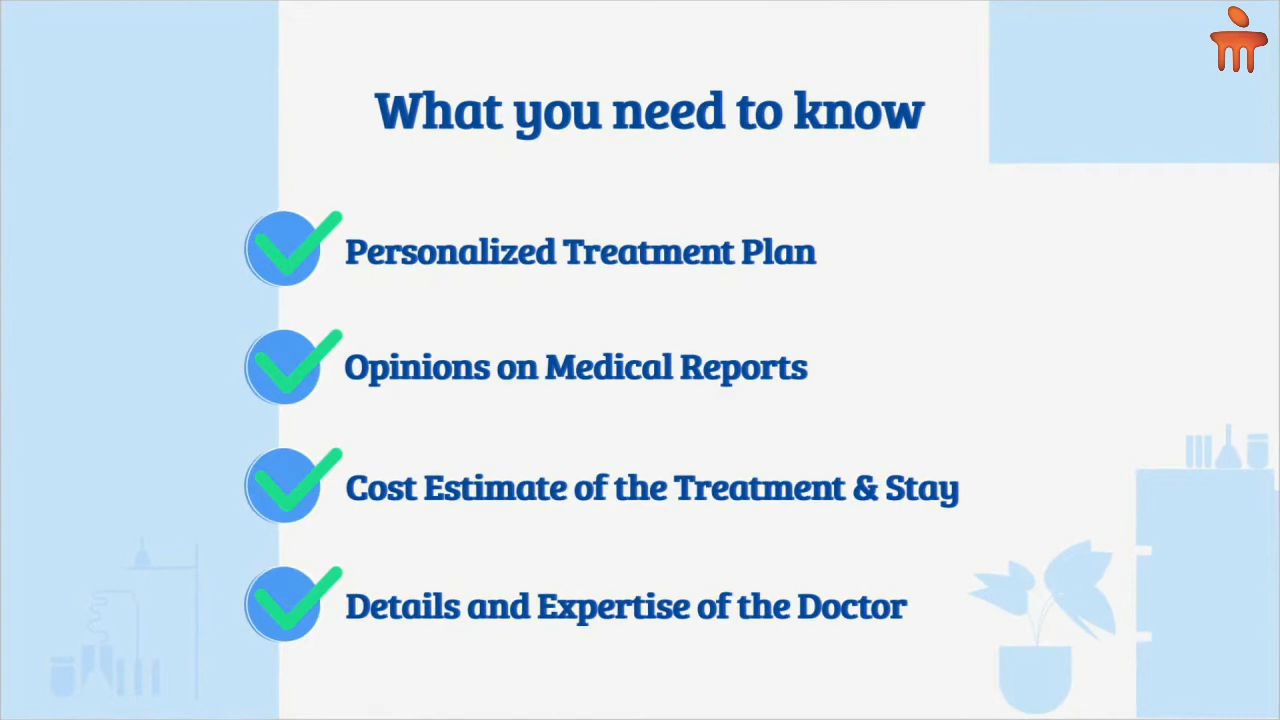 What you need to know
Personalized Treatment Plan
Opinions on Medical Reports
Cost Estimate of the Treatment & Stay
Details and Expertise of the Doctor